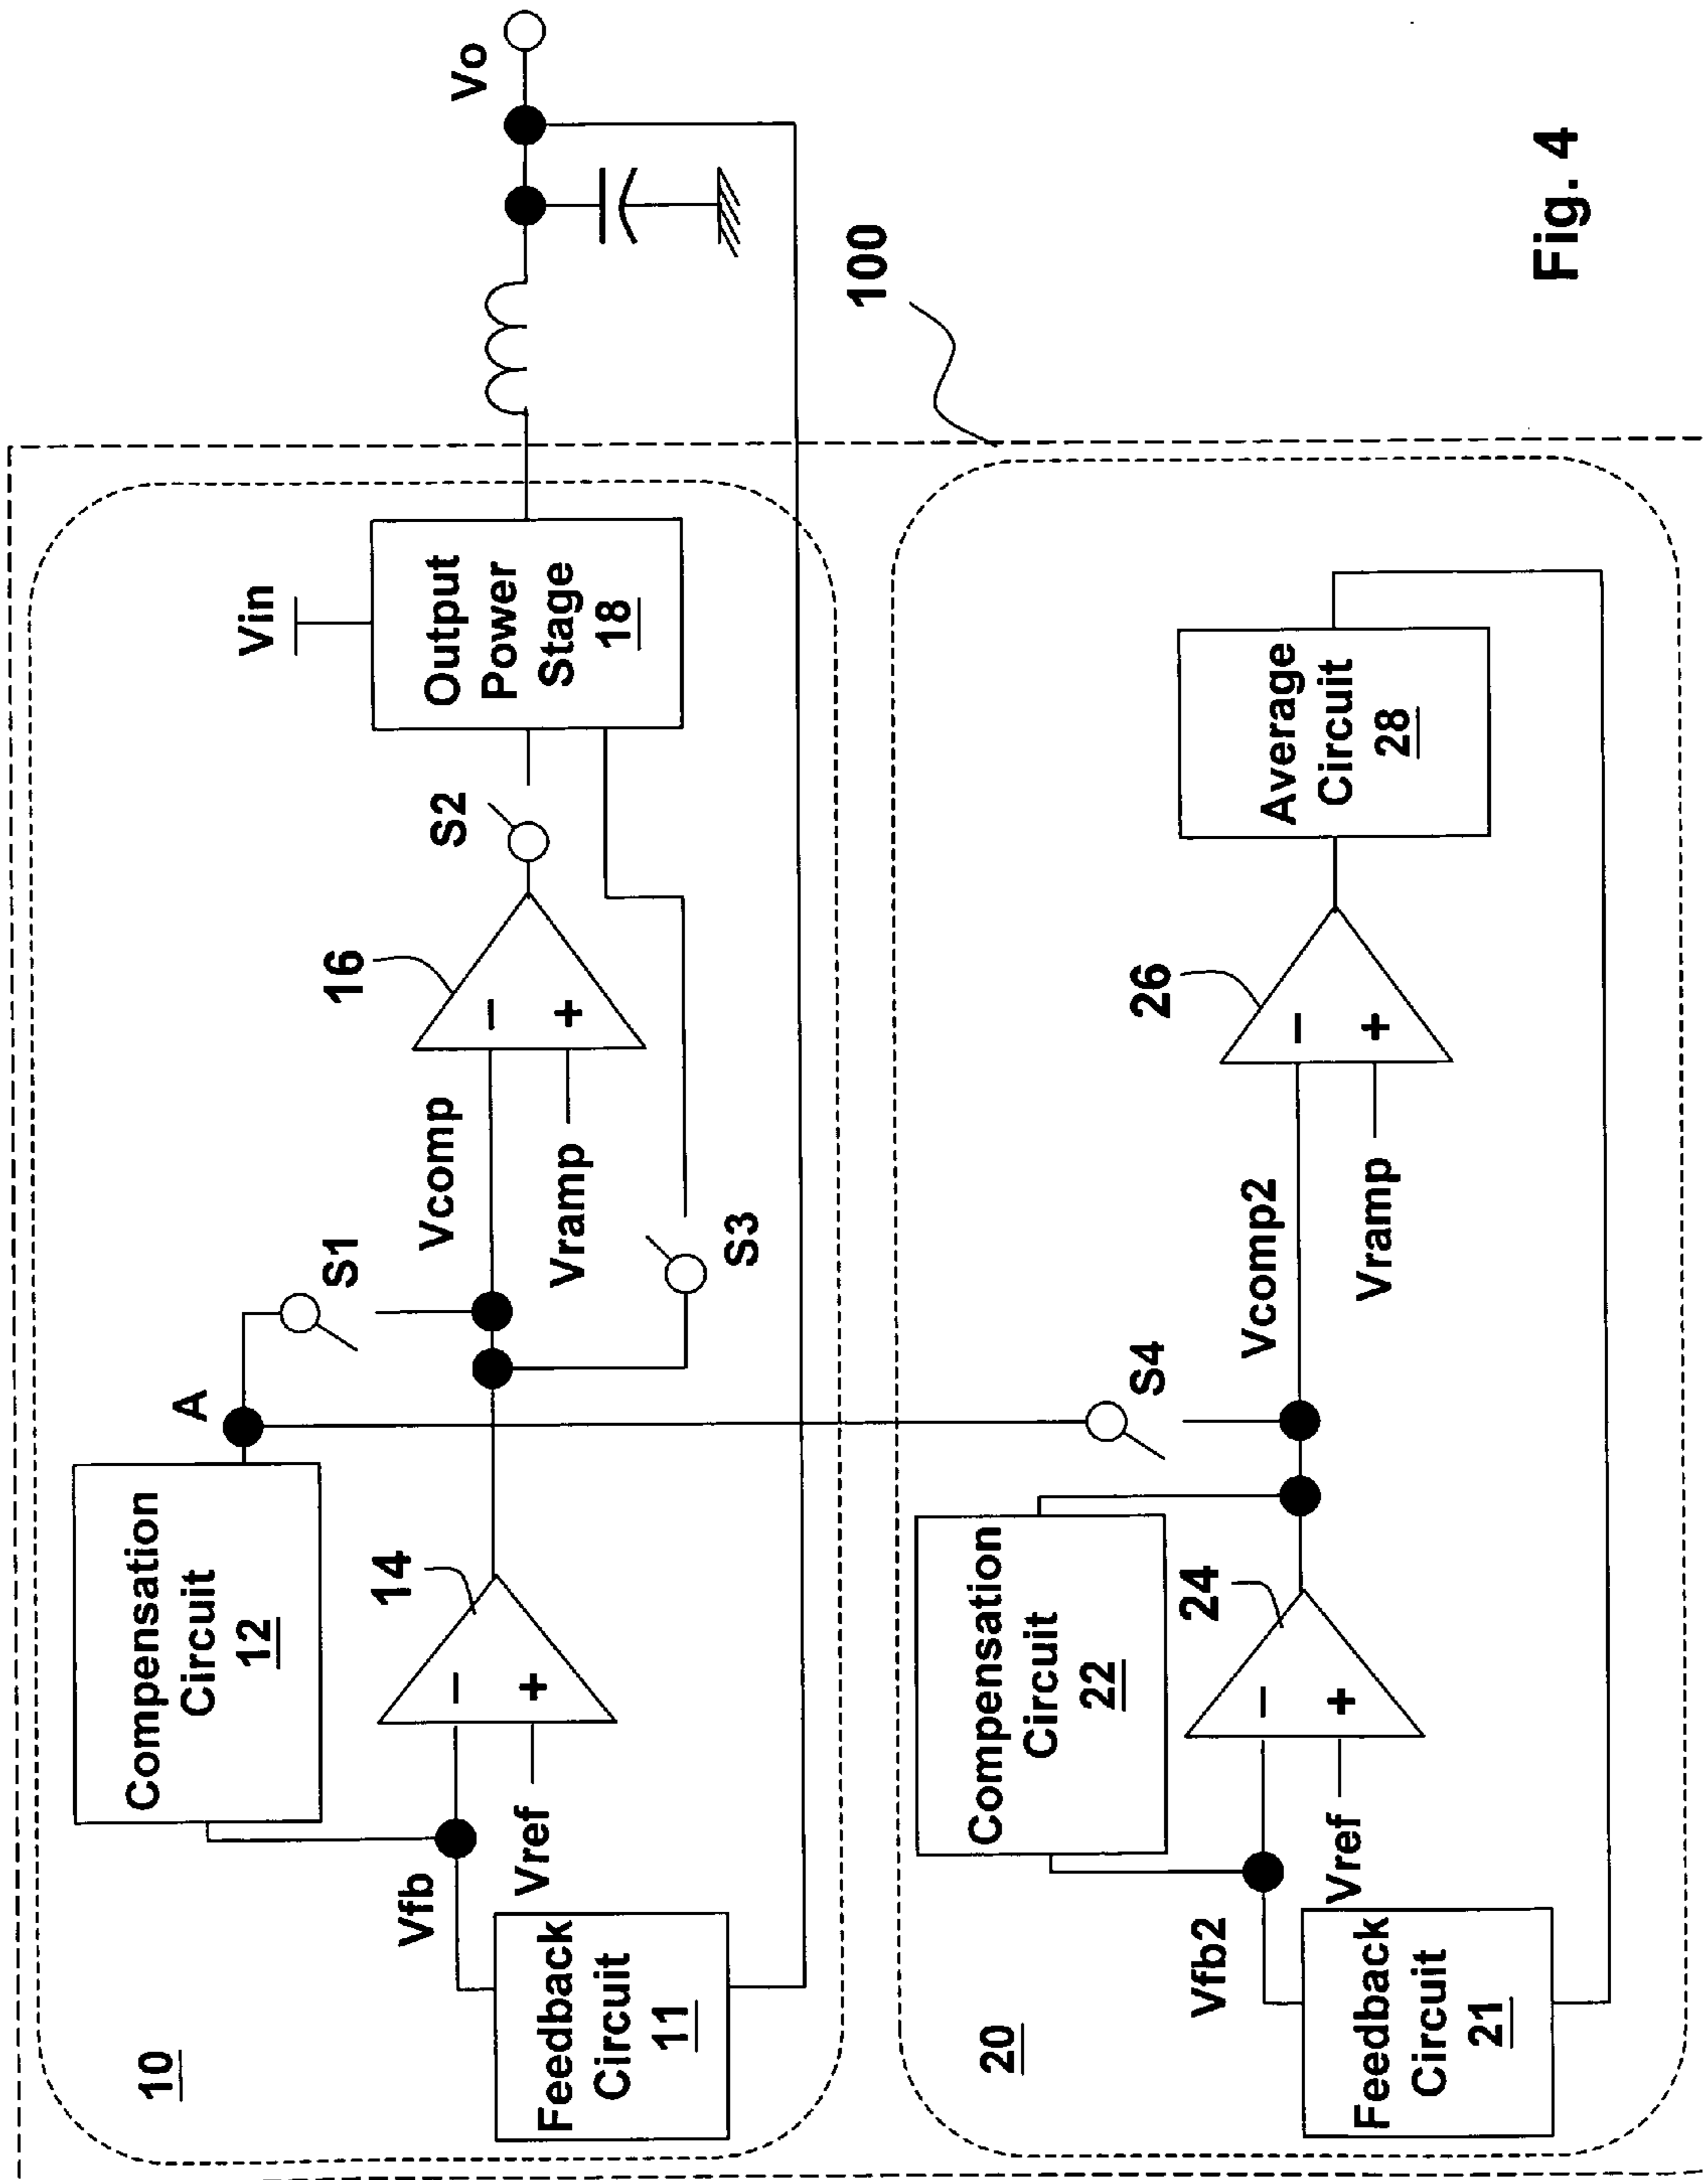 10
Compensation
Circuit
12
A
S1
Vin
Vo
14
Vcomp
16
S2
Output
Power
Stage
18
Vfb
Vref
Vramp
Feedback
Circuit
11
S3
100
20
Compensation
Circuit
22
S4
24
Vcomp2
26
Average
Circuit
28
Vfb2
Vref
Vramp
Feedback
Circuit
21
Fig. 4